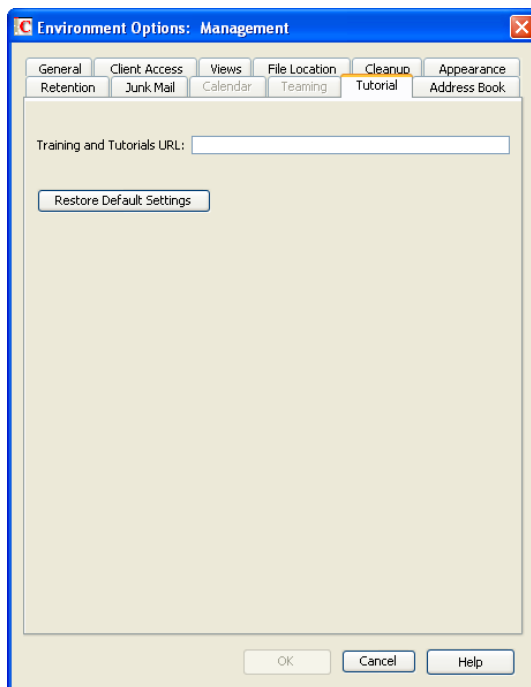 Environment Options: Management
General Client Access Views File Location Cleanup Appearance
Retention Junk Mail Calendar Teaming Tutorial Address Book
Training and Tutorials URL:
Restore Default Settings
OK Cancel Help